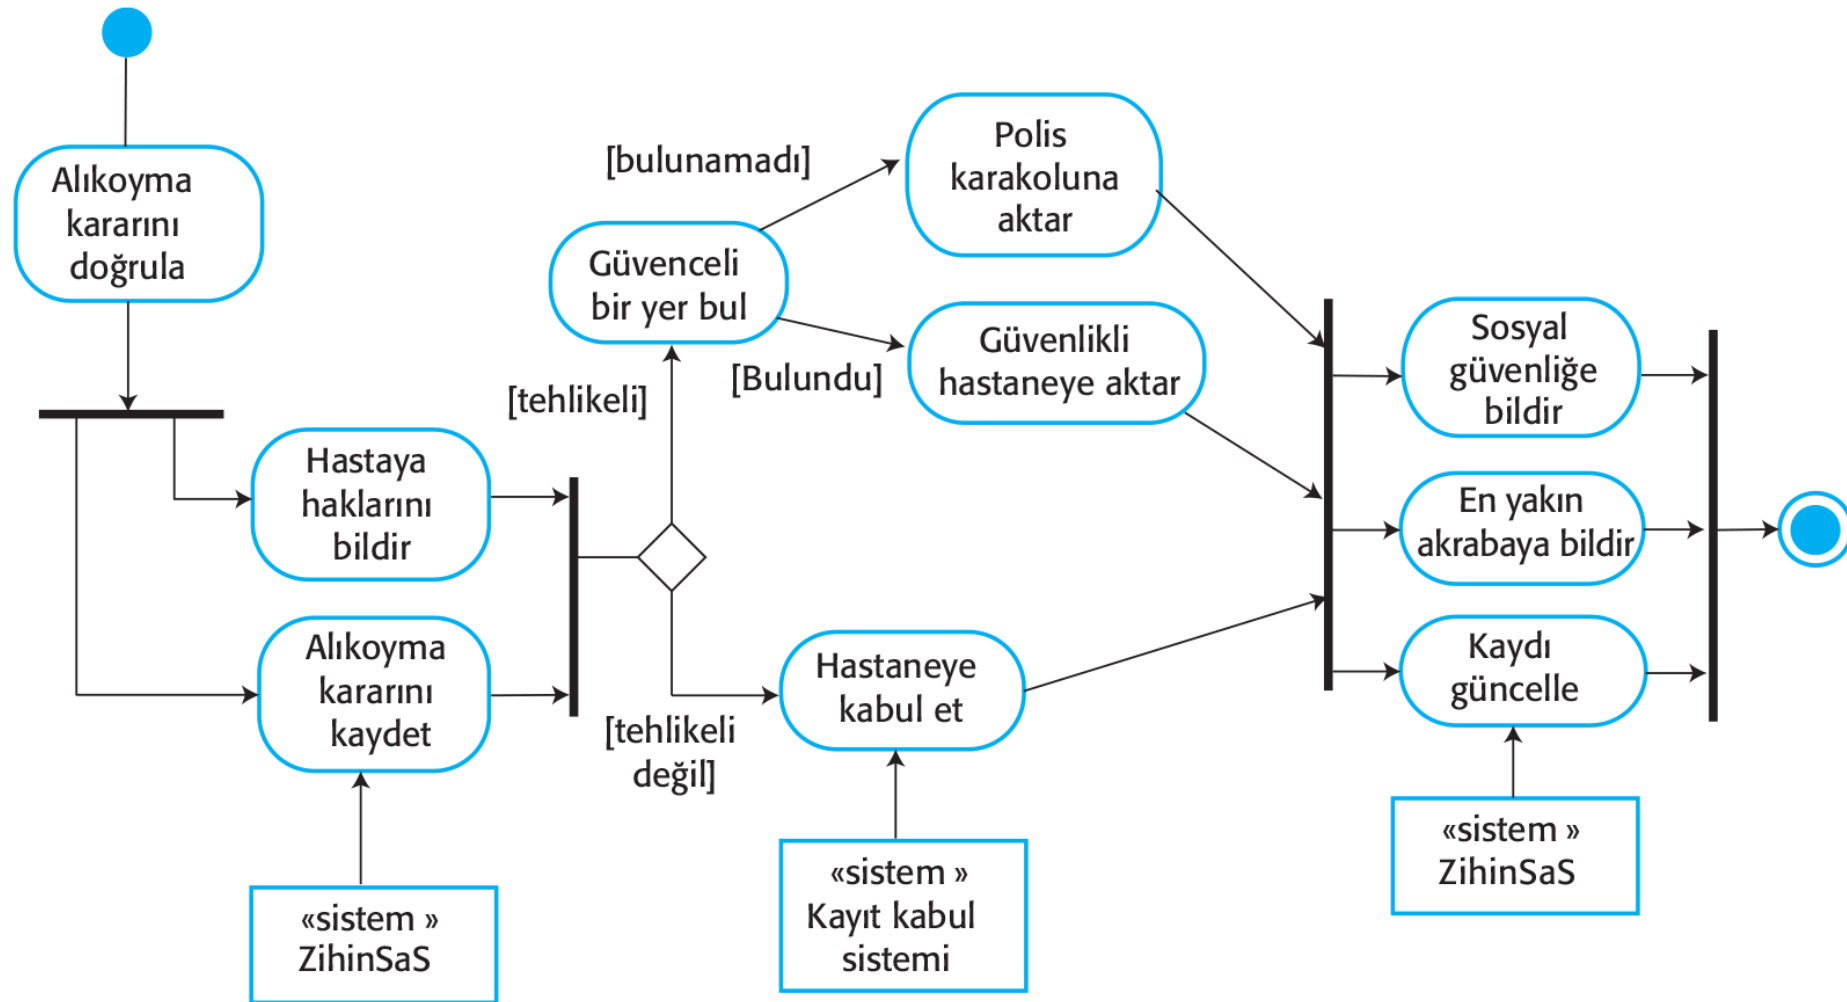 Alıkoyma
kararını
doğrula
Hastaya
haklarını
bildir
Alıkoyma
kararını
kaydet
«sistem »
ZihinSaS
[tehlikeli]
[tehlikeli
değil]
Güvenceli
bir yer bul
[bulunamadı]
[Bulundu]
Polis
karakoluna
aktar
Güvenlikli
hastaneye aktar
Hastaneye
kabul et
«sistem »
Kayıt kabul
sistemi
Sosyal
güvenliğe
bildir
En yakın
akrabaya bildir
Kaydı
güncelle
«sistem »
ZihinSaS